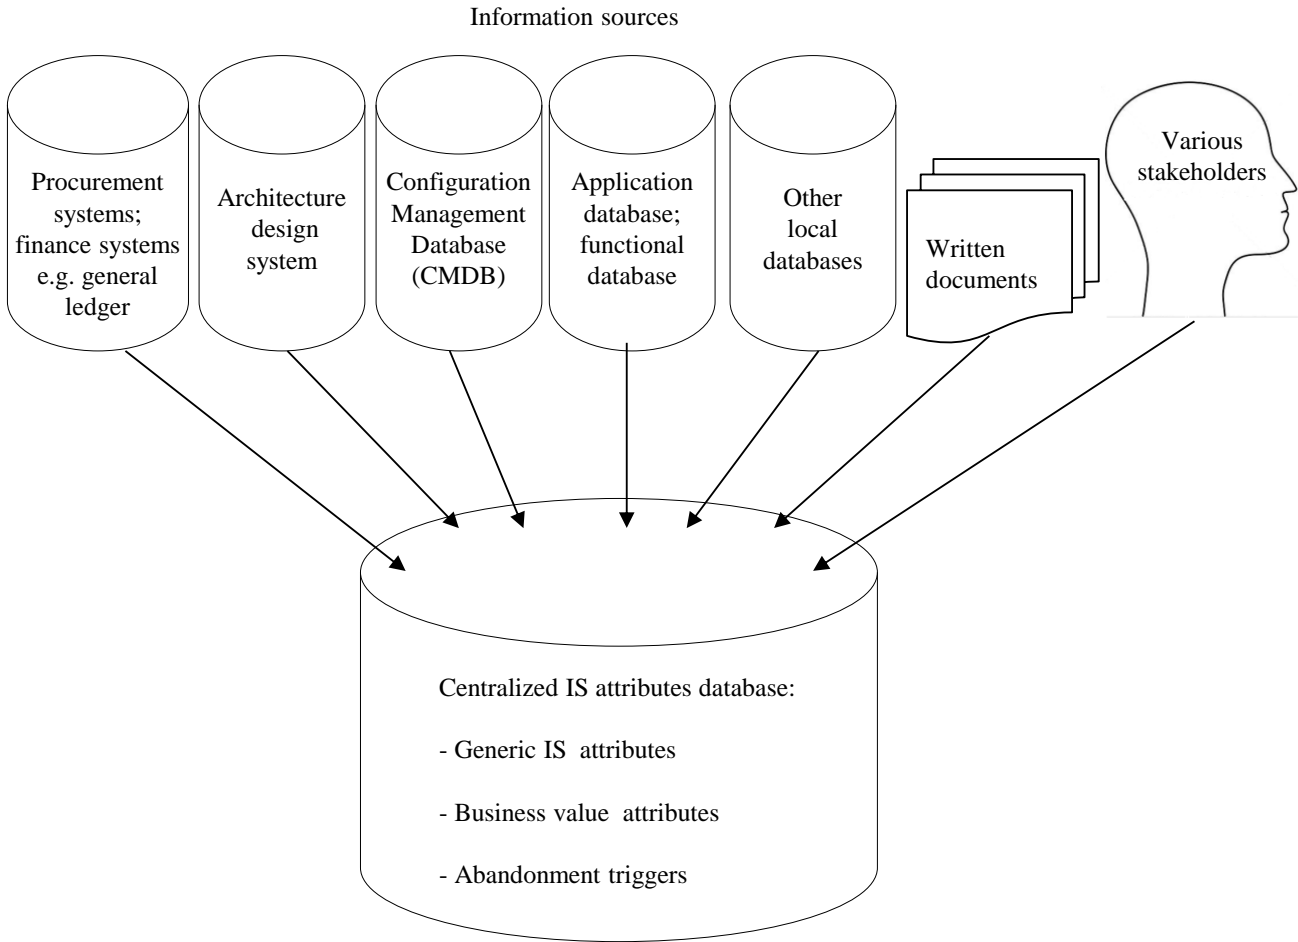 Information sources
Procurement
systems;
finance systems
e.g. general
ledger
Architecture
design
system
Configuration
Management
Database
(CMDB)
Application
database;
functional
database
Other
local
databases
Written
documents
Various
stakeholders
Centralized IS attributes database:
- Generic IS attributes
- Business value attributes
- Abandonment triggers